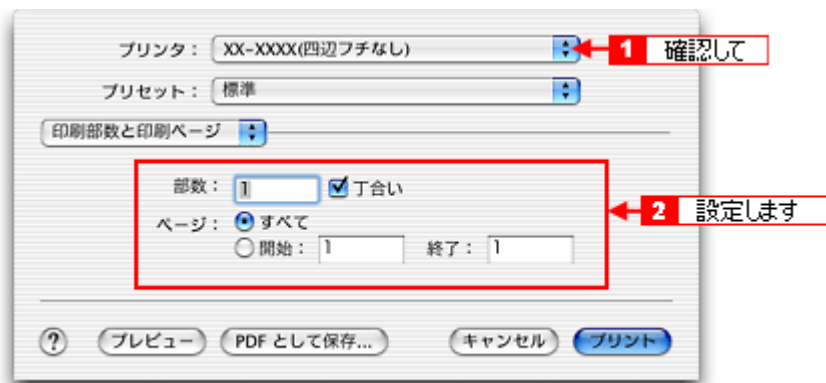 プリンタ： XX-XXXX(四辺フチなし) 1 確認して
プリセット： 標準
印刷部数と印刷ページ
部数： 1 丁合い
ページ： すべて
2 設定します
開始： 1 終了： 1
? プレビュー PDF として保存... キャンセル プリント